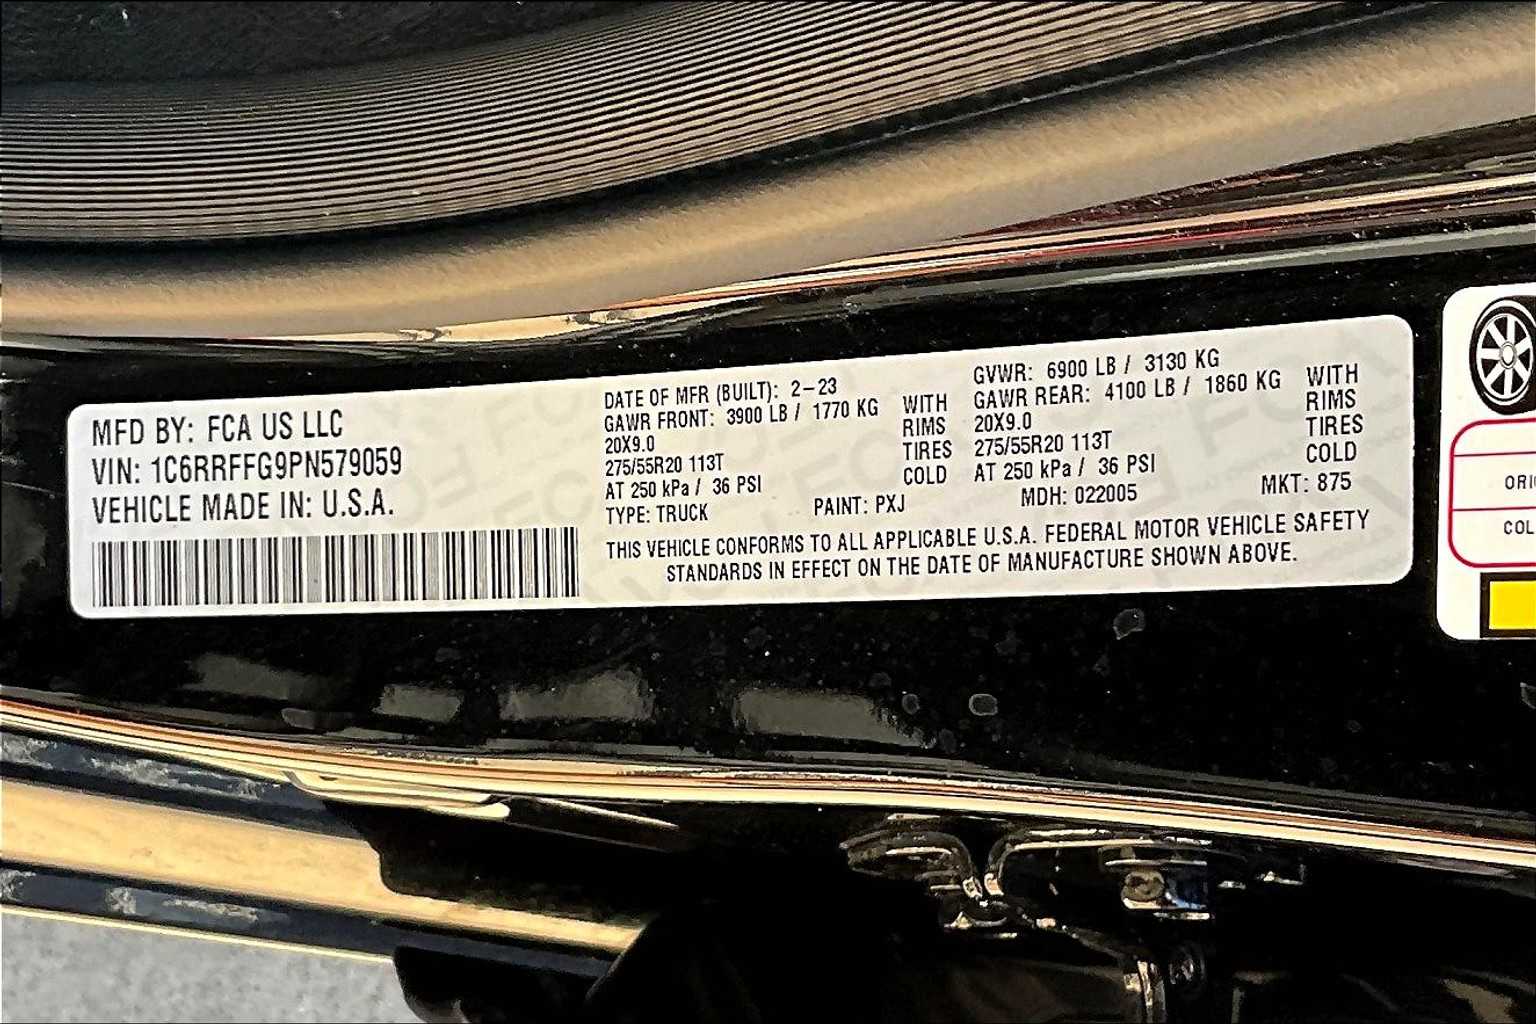 MFD BY: FCA US LLC
VIN: 1C6RRFFG9PN579059
VEHICLE MADE IN: U.S.A.
DATE OF MFR (BUILT): 2-23
GAWR FRONT: 3900 LB / 1770 KG WITH
20X9.0 RIMS
275/55R20 113T TIRES
AT 250 kPa / 36 PSI COLD
TYPE: TRUCK PAINT: PXJ
GVWR: 6900 LB / 3130 KG
GAWR REAR: 4100 LB / 1860 KG WITH
20X9.0 RIMS
275/55R20 113T TIRES
AT 250 kPa / 36 PSI COLD
MDH: 022005 MKT: 875
THIS VEHICLE CONFORMS TO ALL APPLICABLE U.S.A. FEDERAL MOTOR VEHICLE SAFETY
STANDARDS IN EFFECT ON THE DATE OF MANUFACTURE SHOWN ABOVE.